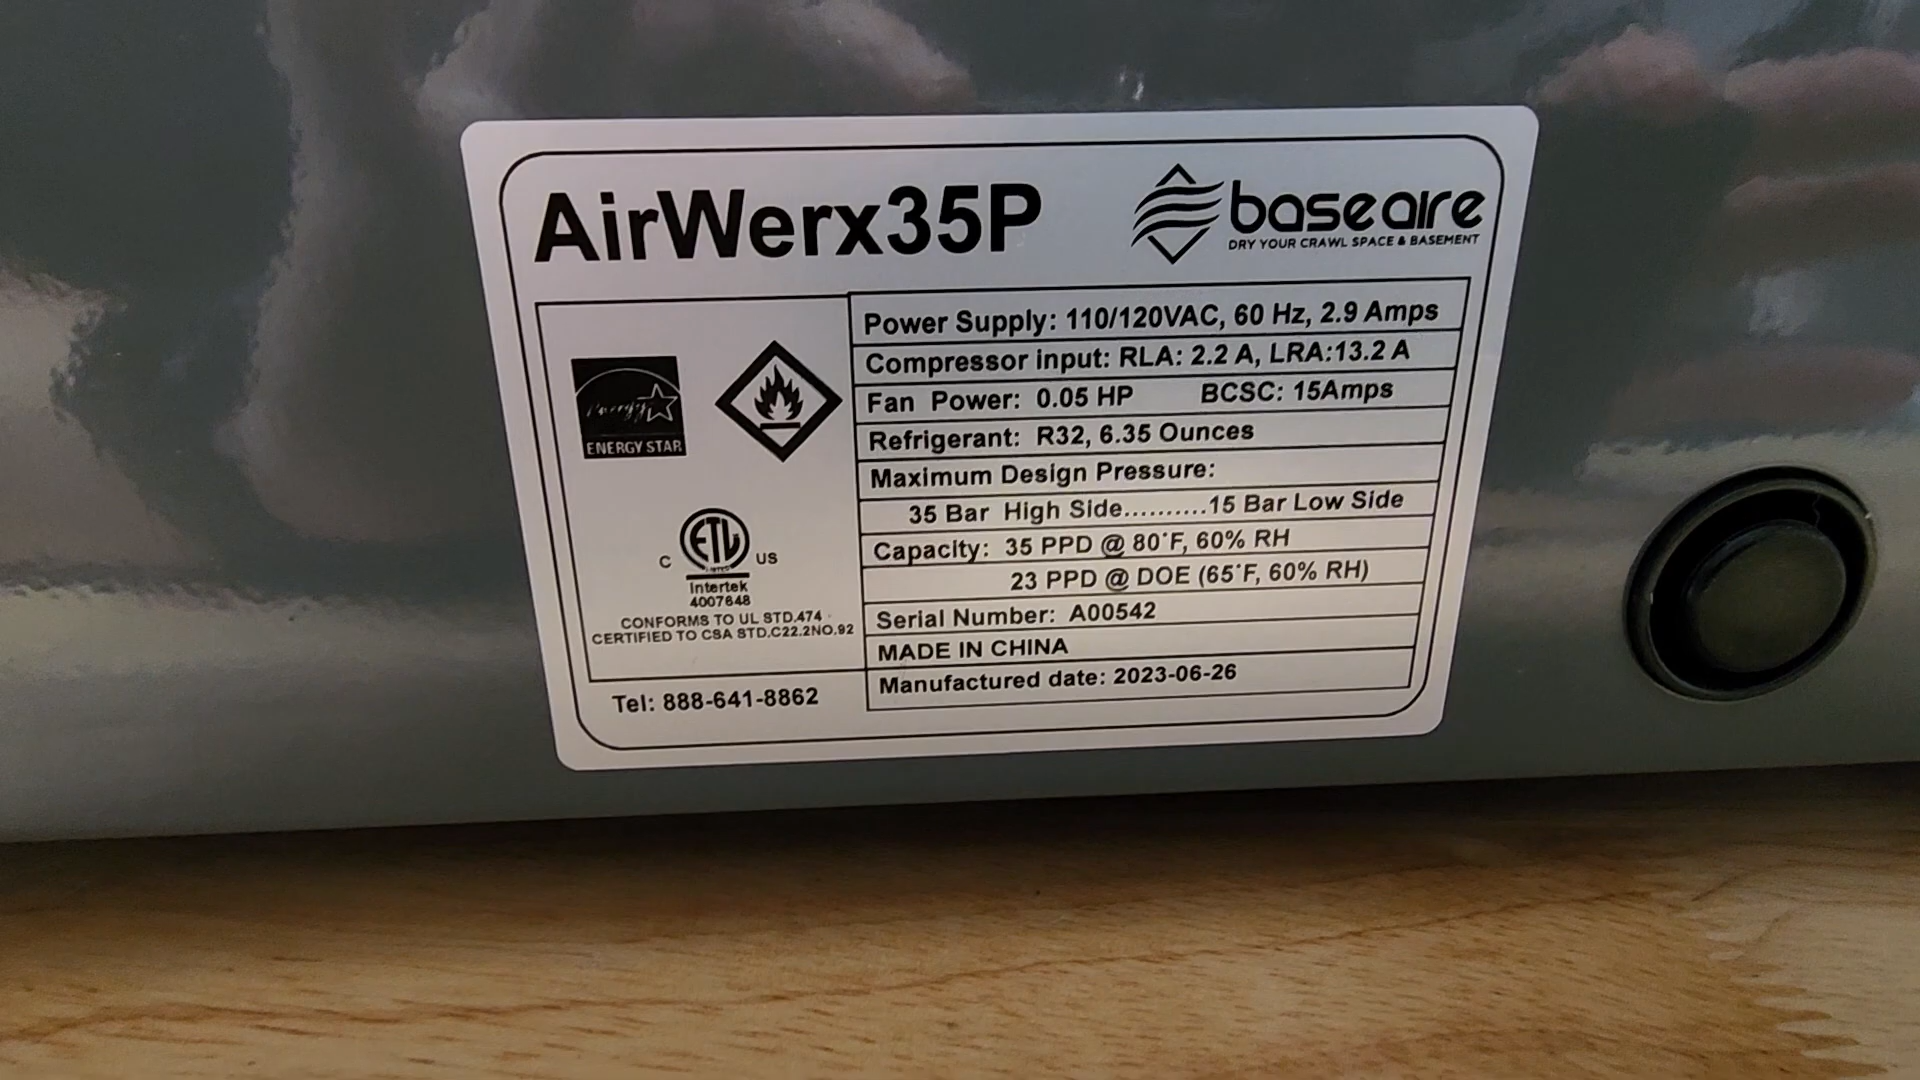 AirWerx35P
baseaire
DRY YOUR CRAWL SPACE & BASEMENT
Power Supply: 110/120VAC, 60 Hz, 2.9 Amps
Compressor input: RLA: 2.2 A, LRA:13.2 A
Fan Power: 0.05 HP BCSC: 15Amps
Refrigerant: R32, 6.35 Ounces
Maximum Design Pressure:
35 Bar High Side..........15 Bar Low Side
Capacity: 35 PPD @ 80°F, 60% RH
23 PPD @ DOE (65°F, 60% RH)
Serial Number: A00542
MADE IN CHINA
Manufactured date: 2023-06-26
energy
ENERGY STAR
C ETL US
LISTED
Intertek
4007648
CONFORMS TO UL STD.474
CERTIFIED TO CSA STD.C22.2NO.92
Tel: 888-641-8862